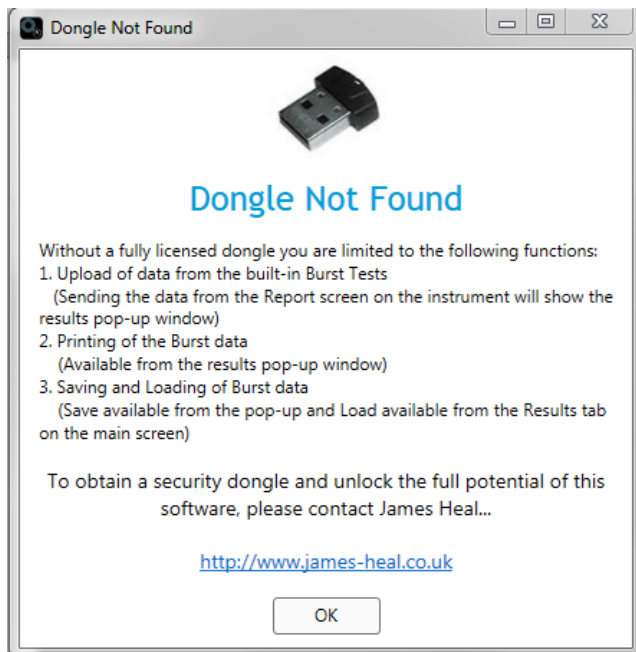 Dongle Not Found
Dongle Not Found
Without a fully licensed dongle you are limited to the following functions:
1. Upload of data from the built-in Burst Tests
(Sending the data from the Report screen on the instrument will show the
results pop-up window)
2. Printing of the Burst data
(Available from the results pop-up window)
3. Saving and Loading of Burst data
(Save available from the pop-up and Load available from the Results tab
on the main screen)
To obtain a security dongle and unlock the full potential of this
software, please contact James Heal...
http://www.james-heal.co.uk
OK